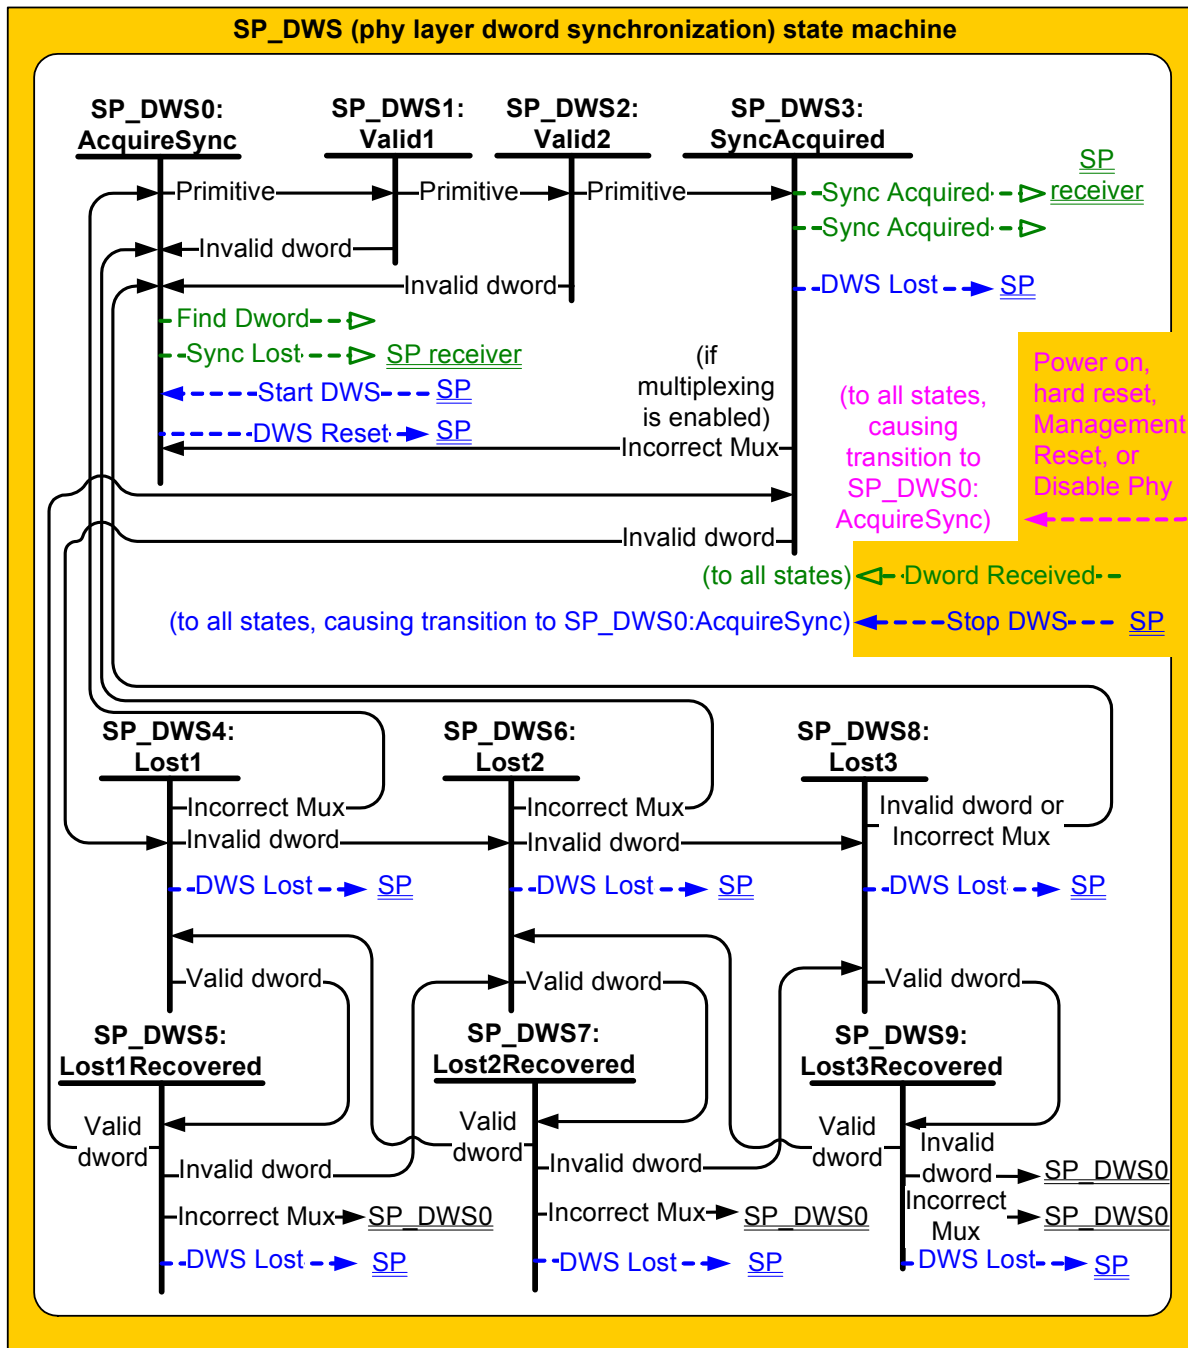 SP_DWS (phy layer dword synchronization) state machine
SP_DWS0:
AcquireSync
SP_DWS1:
Valid1
SP_DWS2:
Valid2
SP_DWS3:
SyncAcquired
Primitive
Primitive
Primitive
Sync Acquired
SP
receiver
Sync Acquired
Invalid dword
Invalid dword
DWS Lost
SP
Find Dword
Sync Lost
SP receiver
Start DWS
SP
DWS Reset
SP
(if
multiplexing
is enabled)
Incorrect Mux
(to all states,
causing
transition to
SP_DWS0:
AcquireSync)
Power on,
hard reset,
Management
Reset, or
Disable Phy
Invalid dword
(to all states)
Dword Received
(to all states, causing transition to SP_DWS0:AcquireSync)
Stop DWS
SP
SP_DWS4:
Lost1
SP_DWS6:
Lost2
SP_DWS8:
Lost3
Incorrect Mux
Invalid dword
Incorrect Mux
Invalid dword
Invalid dword or
Incorrect Mux
DWS Lost
SP
DWS Lost
SP
DWS Lost
SP
Valid dword
Valid dword
Valid dword
SP_DWS5:
Lost1Recovered
SP_DWS7:
Lost2Recovered
SP_DWS9:
Lost3Recovered
Valid
dword
Invalid dword
Incorrect Mux
SP_DWS0
DWS Lost
SP
Valid
dword
Invalid dword
Incorrect Mux
SP_DWS0
DWS Lost
SP
Valid
dword
Invalid
dword
SP_DWS0
Incorrect
Mux
SP_DWS0
DWS Lost
SP